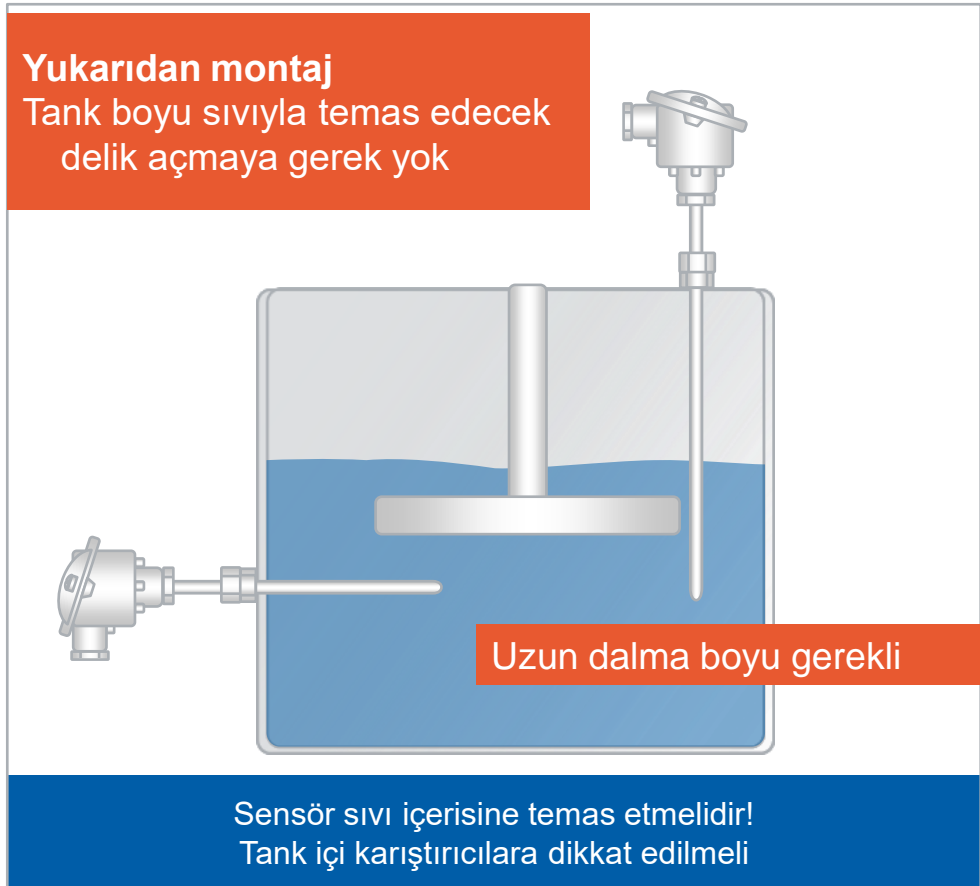 Yukarıdan montaj
Tank boyu sıvıyla temas edecek
delik açmaya gerek yok
Uzun dalma boyu gerekli
Sensör sıvı içerisine temas etmelidir!
Tank içi karıştırıcılara dikkat edilmeli